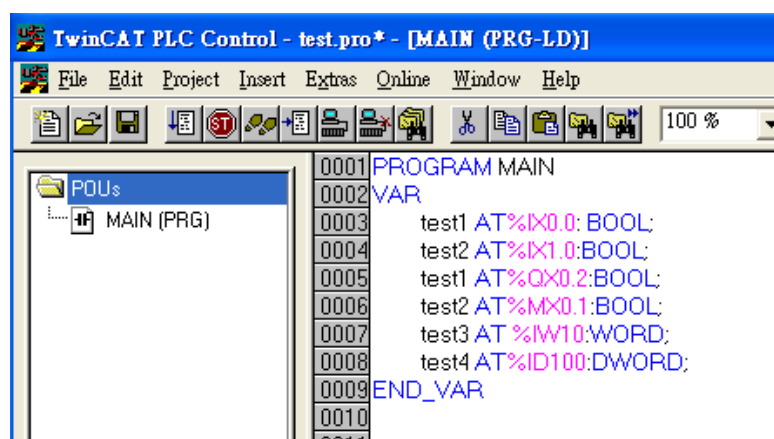 TwinCAT PLC Control - test.pro* - [MAIN (PRG-LD)]
File Edit Project Insert Extras Online Window Help
ST 100 %
POUs
MAIN (PRG)
0001 PROGRAM MAIN
0002 VAR
0003 test1 AT%IX0.0: BOOL;
0004 test2 AT%IX1.0:BOOL;
0005 test1 AT%QX0.2:BOOL;
0006 test2 AT%MX0.1:BOOL;
0007 test3 AT %IW10:WORD;
0008 test4 AT%ID100:DWORD;
0009 END_VAR
0010